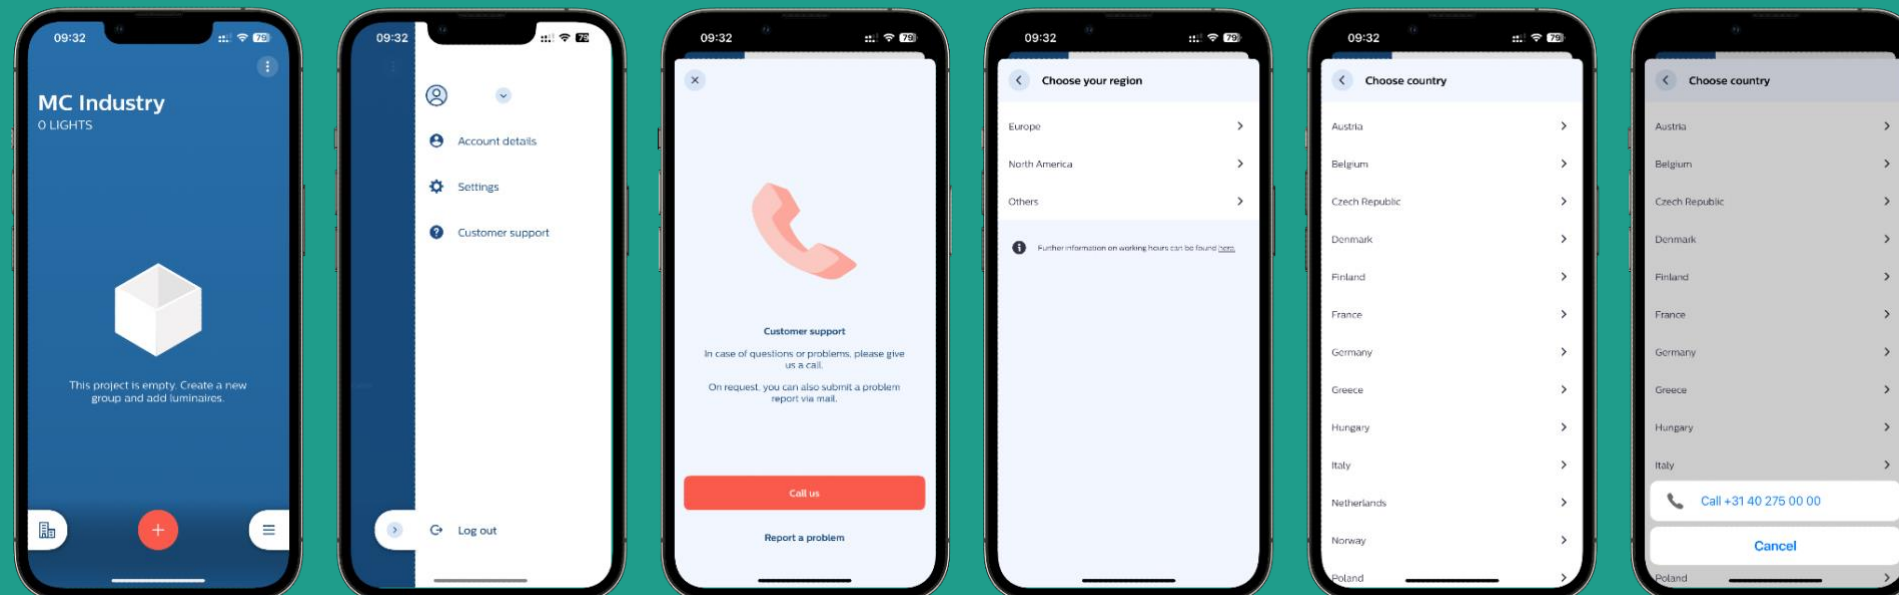 09:32
79
MC Industry
0 LIGHTS
This project is empty. Create a new
group and add luminaires.
09:32
79
Account details
Settings
Customer support
Log out
09:32
79
Customer support
In case of questions or problems, please give
us a call.
On request, you can also submit a problem
report via mail.
Call us
Report a problem
09:32
79
Choose your region
Europe
North America
Others
Further information on working hours can be found here.
09:32
79
Choose country
Austria
Belgium
Czech Republic
Denmark
Finland
France
Germany
Greece
Hungary
Italy
Netherlands
Norway
Poland
Choose country
Austria
Belgium
Czech Republic
Denmark
Finland
France
Germany
Greece
Hungary
Italy
Call +31 40 275 00 00
Cancel
Poland